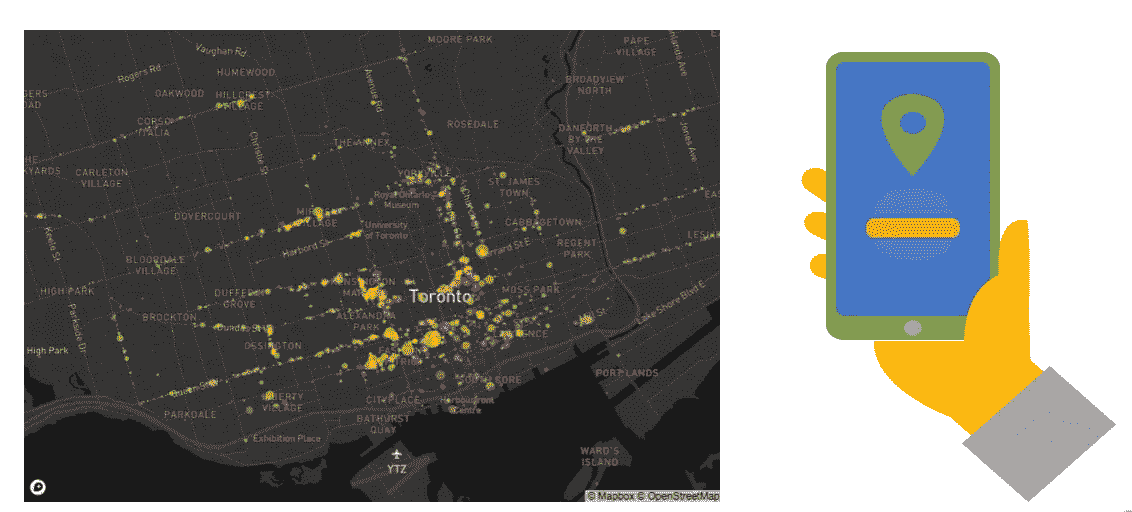 MOORE PARK
PAPE
VILLAGE
Vaughan Rd
Rogers Rd
HUMEWOOD
Avenue Rd
BROADVIEW
NORTH
OAKWOOD
HILLCREST
VILLAGE
CORSO
ITALIA
ROSEDALE
DANFORTH
BY THE
VALLEY
Jones Ave
Christie St
THE ANNEX
CARLETON
VILLAGE
YORKVILLE
ST. JAMES
TOWN
Royal Ontario
Museum
DOVERCOURT
VILLAGE
University
of Toronto
Church
CABBAGETOWN
Keele St
Harbord St
REGENT
PARK
BLOORDALE
VILLAGE
HIGH PARK
DUFFERIN
GROVE
Toronto
MOSS PARK
Lake Shore Blvd E
Parkside Dr
BROCKTON
Dundas St
ALEXANDRA
PARK
High Park
OSSINGTON
PORT LANDS
LIBERTY
VILLAGE
CITYPLACE
Harbourfront
Centre
PARKDALE
BATHURST
QUAY
Exhibition Place
WARD'S
ISLAND
YTZ
© Mapbox © OpenStreetMap